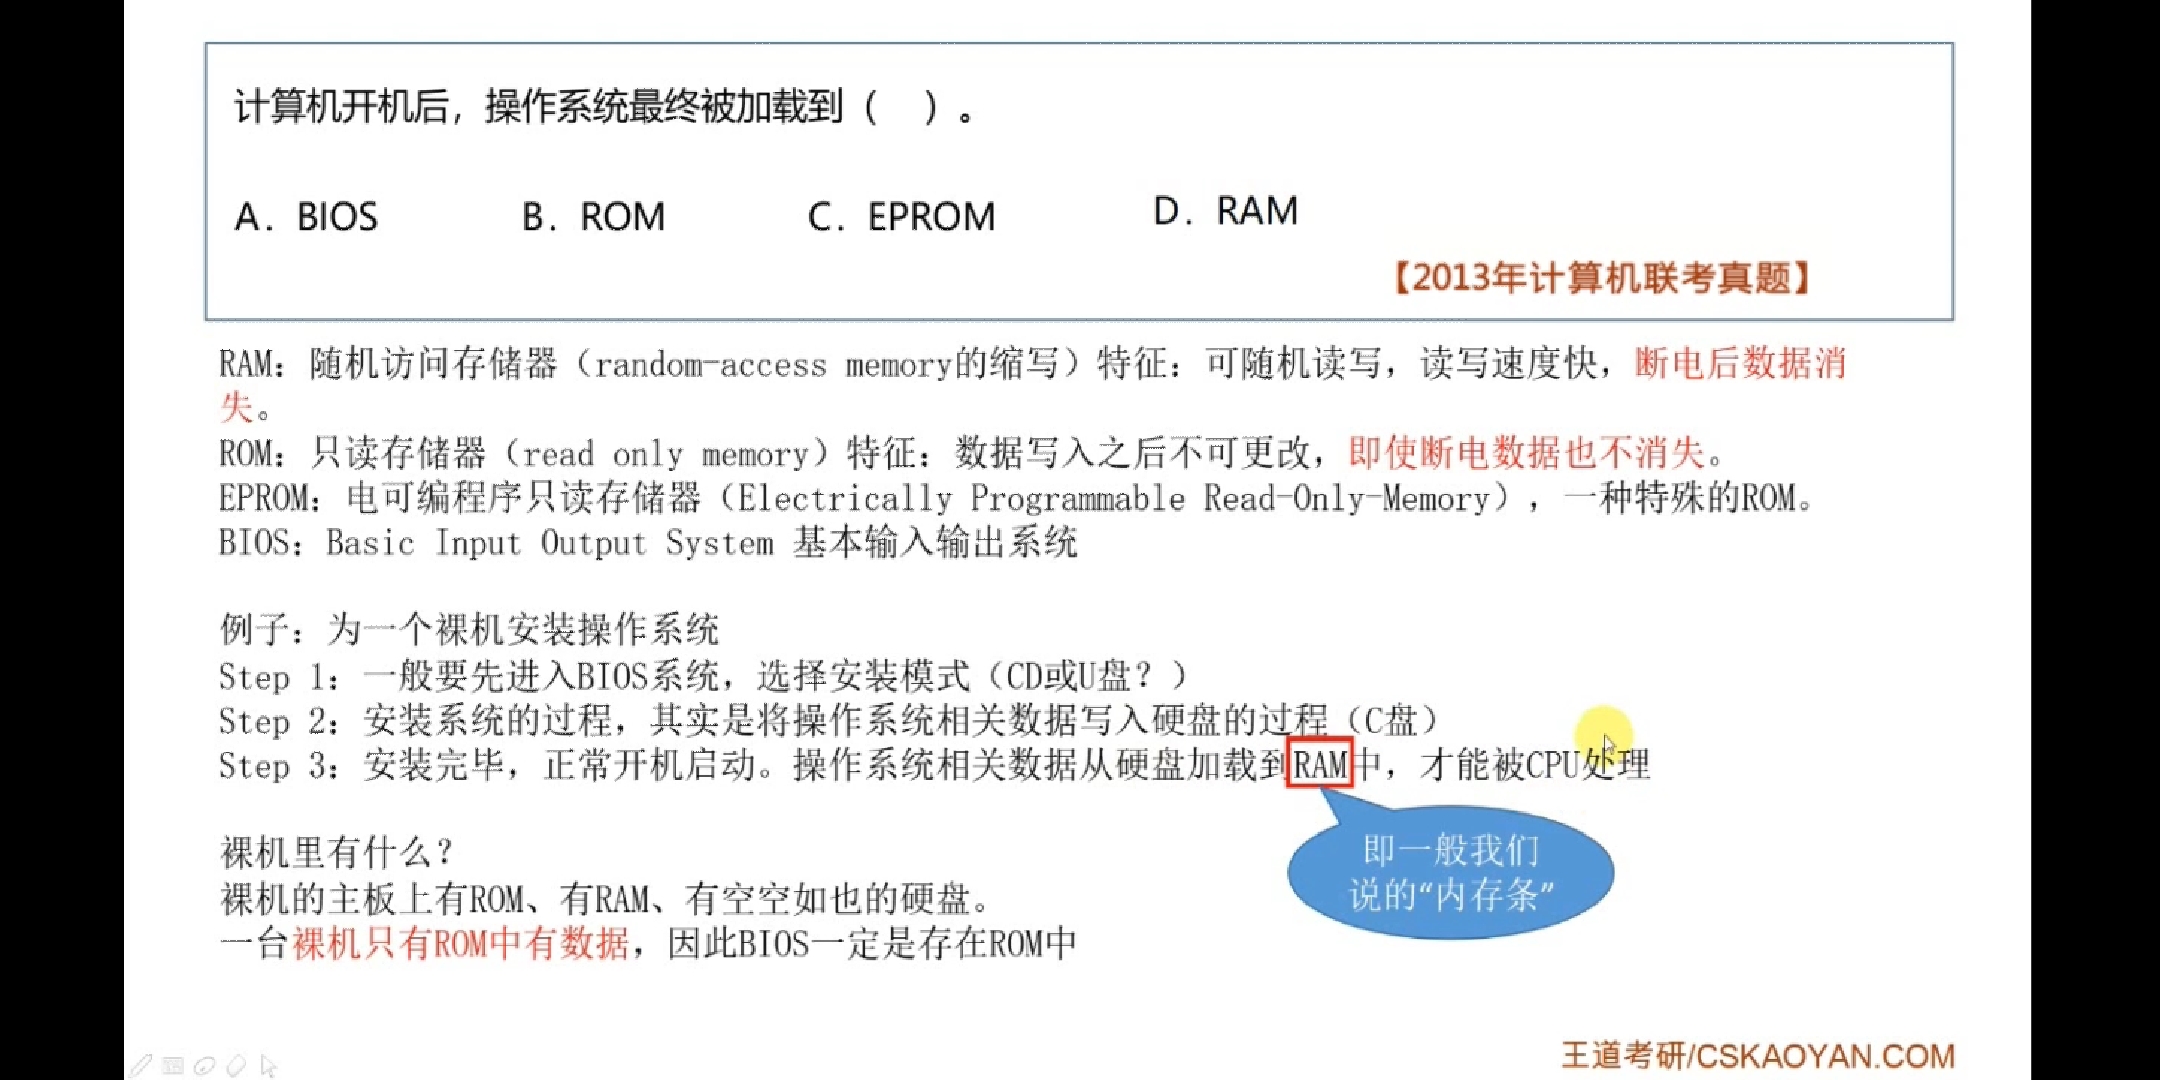 计算机开机后，操作系统最终被加载到（　）。
A. BIOS B. ROM C. EPROM D. RAM
【2013年计算机联考真题】
RAM：随机访问存储器（random-access memory的缩写）特征：可随机读写，读写速度快，断电后数据消
失。
ROM：只读存储器（read only memory）特征：数据写入之后不可更改，即使断电数据也不消失。
EPROM：电可编程序只读存储器（Electrically Programmable Read-Only-Memory），一种特殊的ROM。
BIOS：Basic Input Output System 基本输入输出系统
例子：为一个裸机安装操作系统
Step 1：一般要先进入BIOS系统，选择安装模式（CD或U盘？）
Step 2：安装系统的过程，其实是将操作系统相关数据写入硬盘的过程（C盘）
Step 3：安装完毕，正常开机启动。操作系统相关数据从硬盘加载到RAM中，才能被CPU处理
即一般我们
说的“内存条”
裸机里有什么？
裸机的主板上有ROM、有RAM、有空空如也的硬盘。
一台裸机只有ROM中有数据，因此BIOS一定是存在ROM中
王道考研/CSKAOYAN.COM